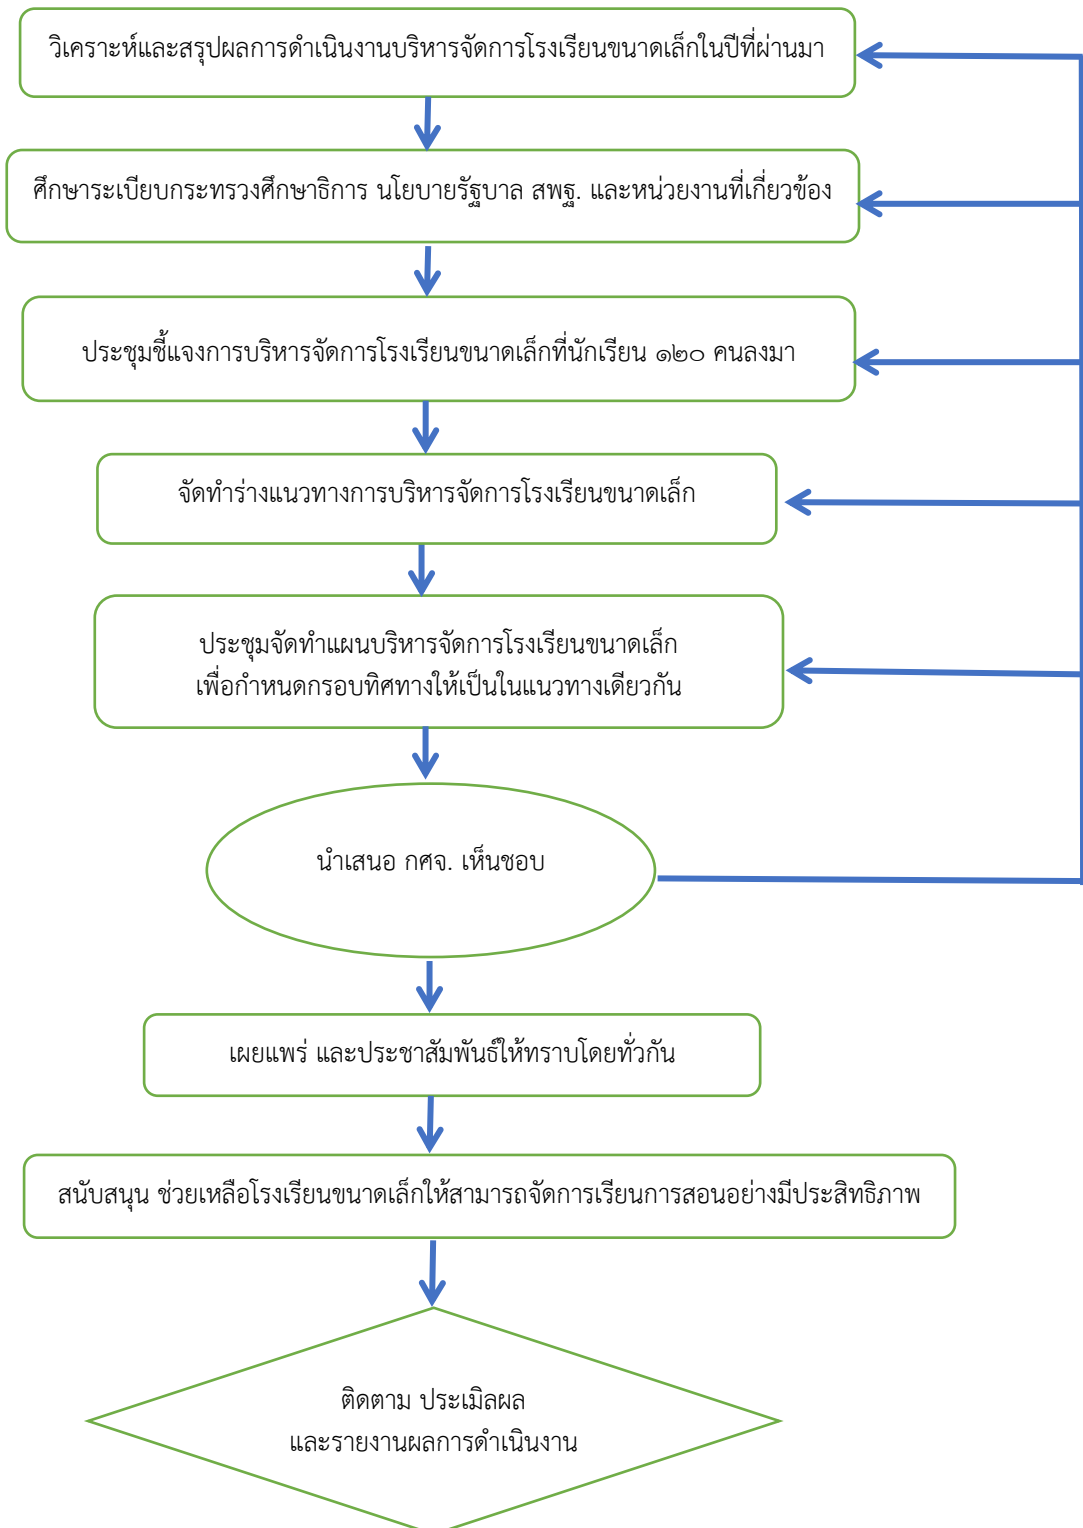 วิเคราะห์และสรุปผลการดำเนินงานบริหารจัดการโรงเรียนขนาดเล็กในปีที่ผ่านมา
ศึกษาระเบียบกระทรวงศึกษาธิการ นโยบายรัฐบาล สพฐ. และหน่วยงานที่เกี่ยวข้อง
ประชุมชี้แจงการบริหารจัดการโรงเรียนขนาดเล็กที่นักเรียน ๑๒๐ คนลงมา
จัดทำร่างแนวทางการบริหารจัดการโรงเรียนขนาดเล็ก
ประชุมจัดทำแผนบริหารจัดการโรงเรียนขนาดเล็ก
เพื่อกำหนดกรอบทิศทางให้เป็นในแนวทางเดียวกัน
นำเสนอ กศจ. เห็นชอบ
เผยแพร่ และประชาสัมพันธ์ให้ทราบโดยทั่วกัน
สนับสนุน ช่วยเหลือโรงเรียนขนาดเล็กให้สามารถจัดการเรียนการสอนอย่างมีประสิทธิภาพ
ติดตาม ประเมิลผล
และรายงานผลการดำเนินงาน